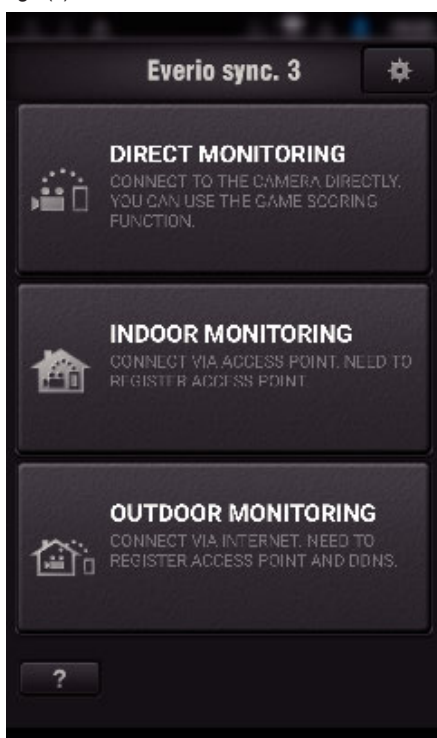 Everio sync. 3
DIRECT MONITORING
CONNECT TO THE CAMERA DIRECTLY.
YOU CAN USE THE GAME SCORING
FUNCTION.
INDOOR MONITORING
CONNECT VIA ACCESS POINT. NEED TO
REGISTER ACCESS POINT.
OUTDOOR MONITORING
CONNECT VIA INTERNET. NEED TO
REGISTER ACCESS POINT AND DDNS.
?